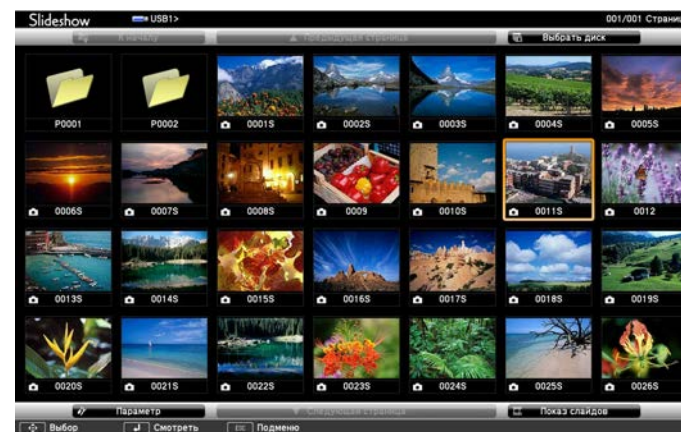 Slideshow USB1> 001/001 Страни
К началу Предыдущая страница Выбрать диск
P0001 P0002 0001S 0002S 0003S 0004S 0005S
0006S 0007S 0008S 0009 0010S 0011S 0012
0013S 0014S 0015S 0016S 0017S 0018S 0019S
0020S 0021S 0022S 0023S 0024S 0025S 0026S
Параметр Следующая страница Показ слайдов
Выбор Смотреть Esc Подменю